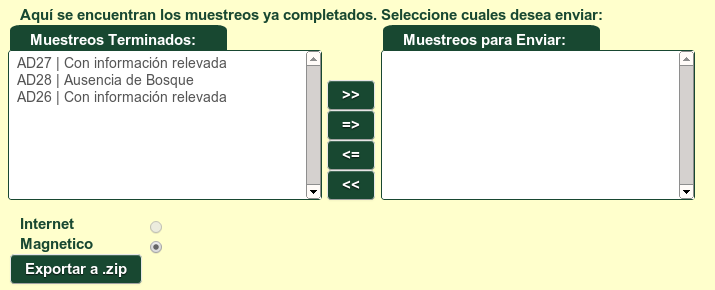 Aquí se encuentran los muestreos ya completados. Seleccione cuales desea enviar:
Muestreos Terminados:
AD27 | Con información relevada
AD28 | Ausencia de Bosque
AD26 | Con información relevada
>>
=>
<=
<<
Muestreos para Enviar:
Internet
Magnetico
Exportar a .zip